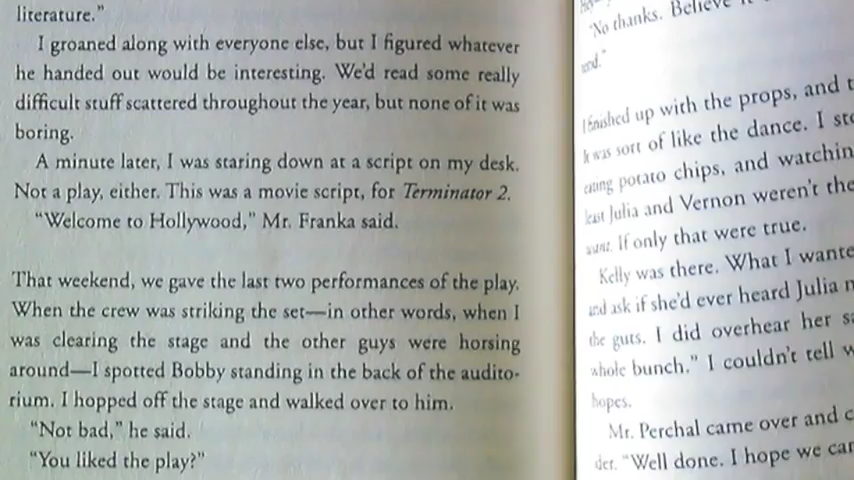 literature."
I groaned along with everyone else, but I figured whatever
he handed out would be interesting. We'd read some really
difficult stuff scattered throughout the year, but none of it was
boring.
A minute later, I was staring down at a script on my desk.
Not a play, either. This was a movie script, for Terminator 2.
"Welcome to Hollywood," Mr. Franka said.
That weekend, we gave the last two performances of the play.
When the crew was striking the set—in other words, when I
was clearing the stage and the other guys were horsing
around—I spotted Bobby standing in the back of the audito-
rium. I hopped off the stage and walked over to him.
"Not bad," he said.
"You liked the play?"
"No thanks. Believe
end."
I finished up with the props, and
It was sort of like the dance. I
eating potato chips, and
least Julia and Vernon weren't
If only that were true.
Kelly was there. What I
and ask if she'd ever heard Julia
the guts. I did overhear her
whole bunch." I couldn't tell
hopes.
Mr. Perchal came over and
der. "Well done. I hope we